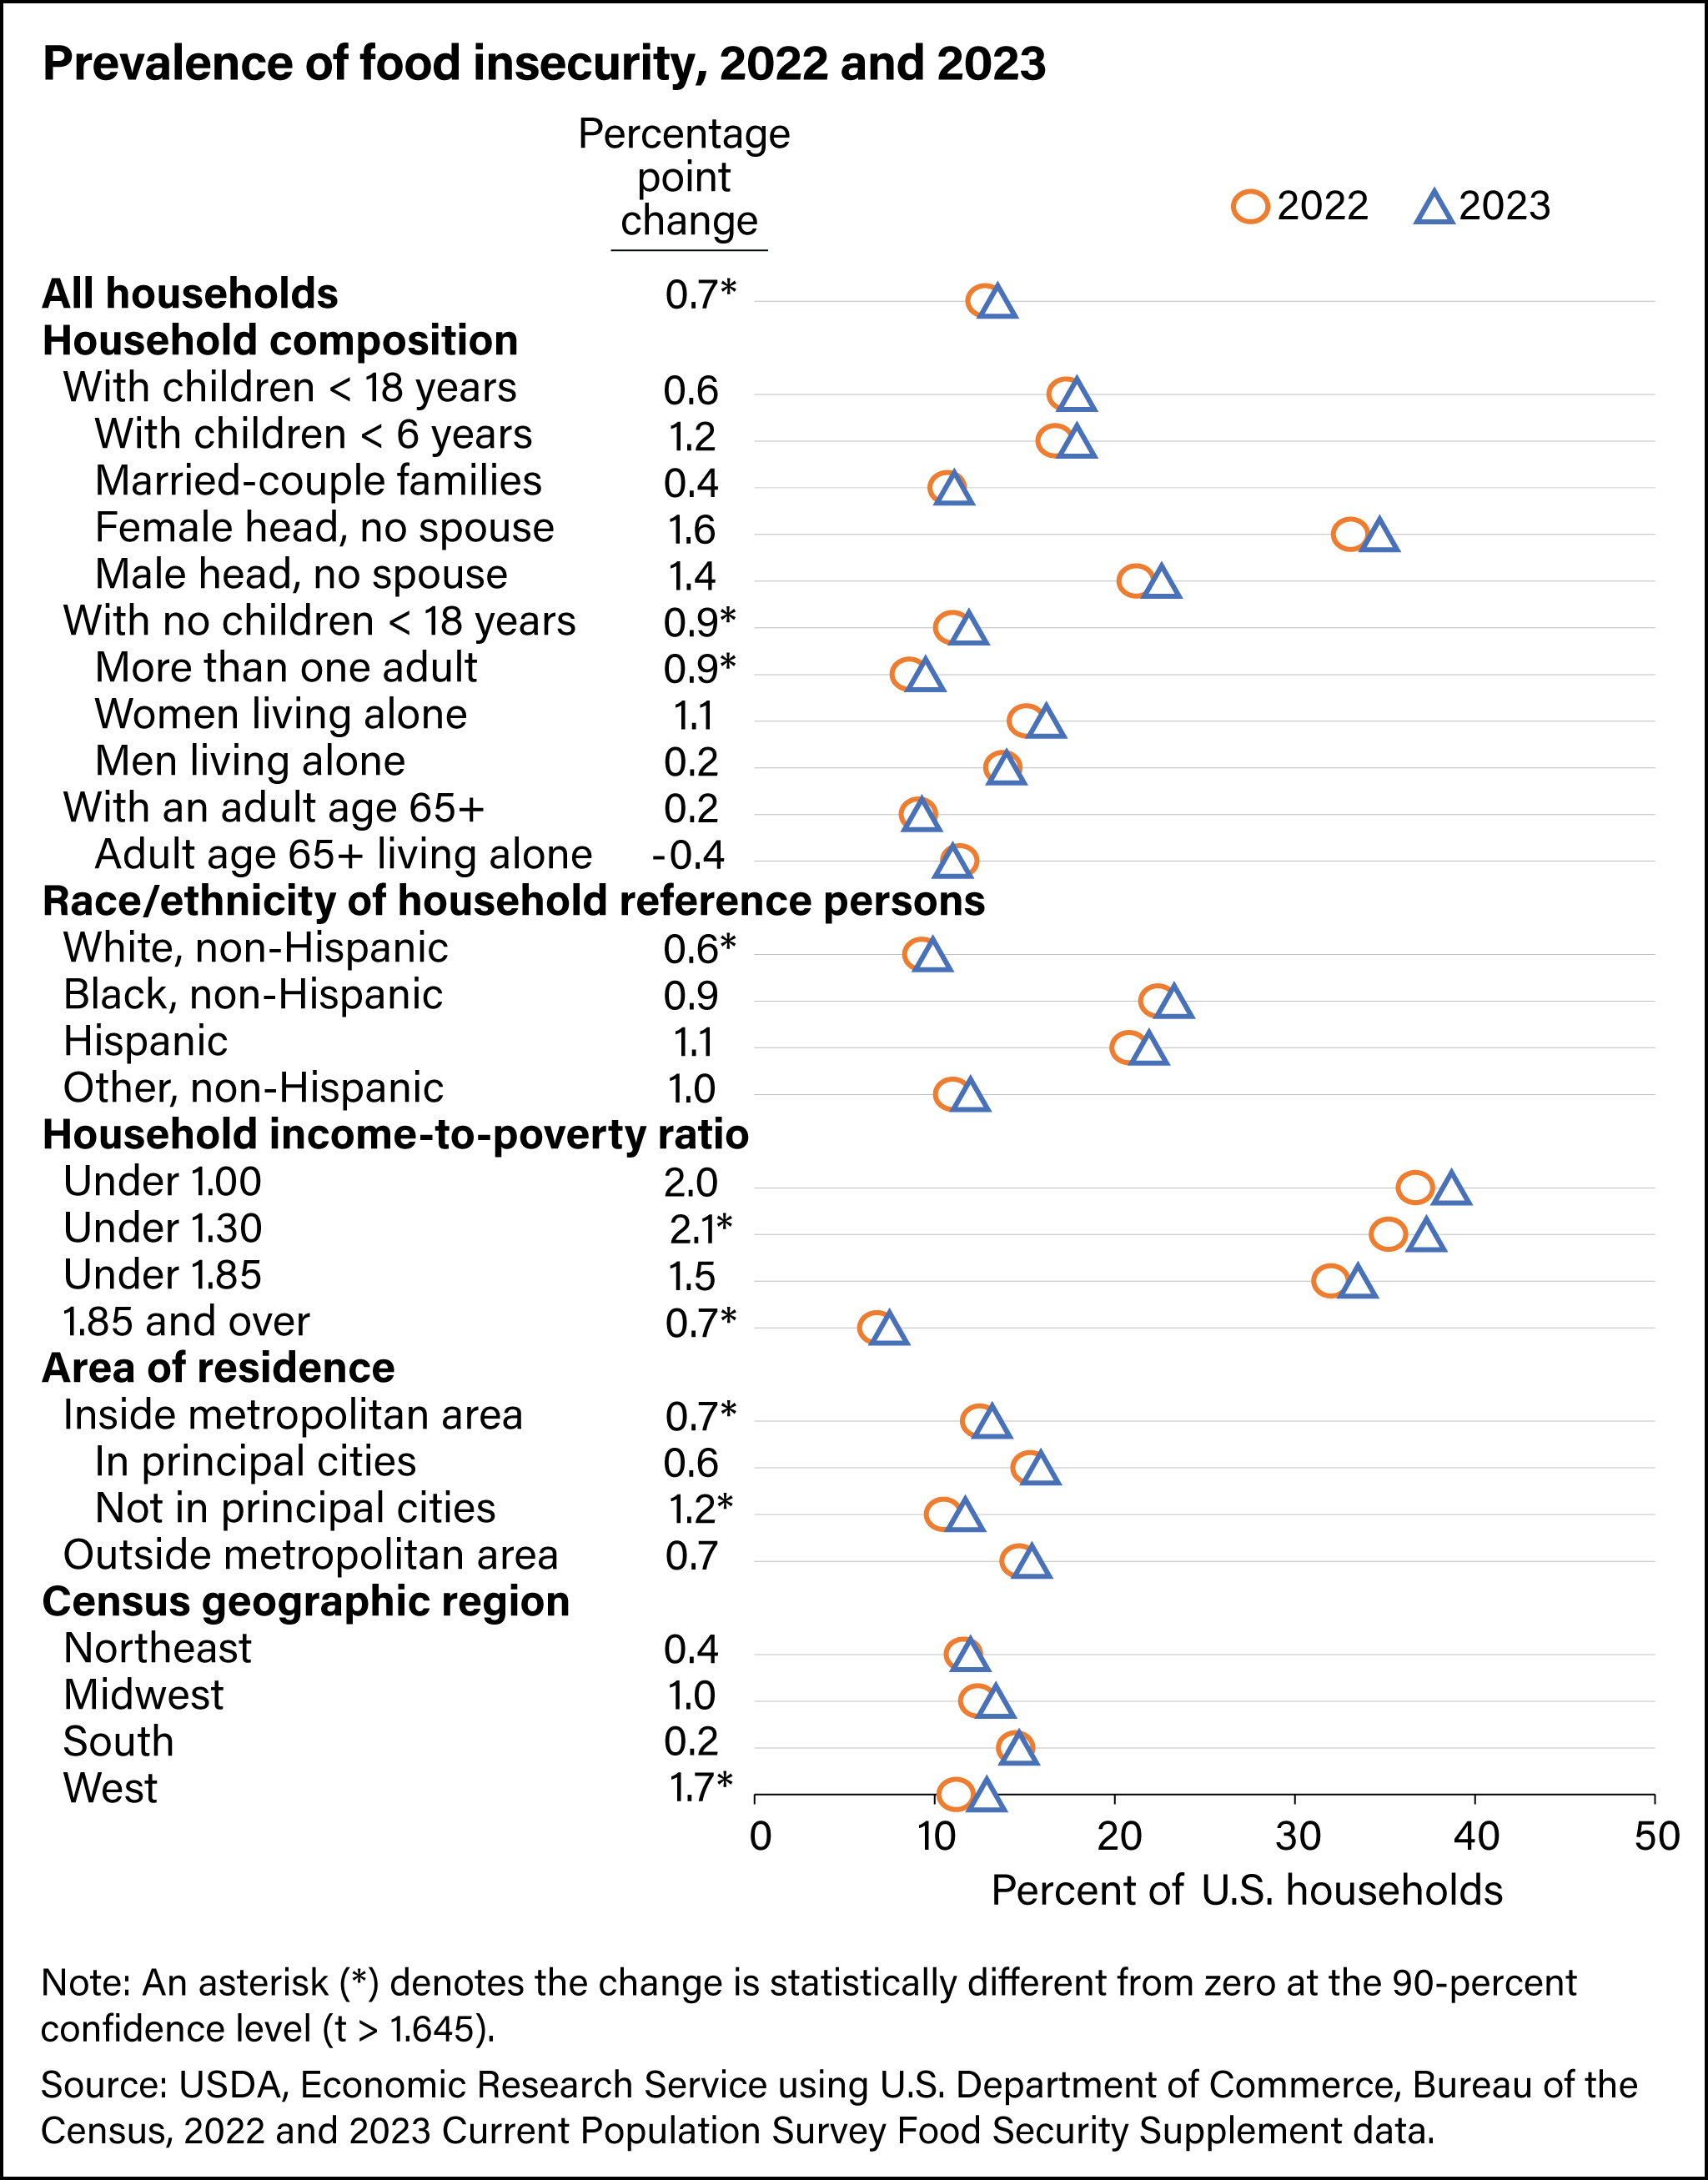 Prevalence of food insecurity, 2022 and 2023
Percentage
point
change
2022 2023
All households 0.7*
Household composition
With children < 18 years 0.6
With children < 6 years 1.2
Married-couple families 0.4
Female head, no spouse 1.6
Male head, no spouse 1.4
With no children < 18 years 0.9*
More than one adult 0.9*
Women living alone 1.1
Men living alone 0.2
With an adult age 65+ 0.2
Adult age 65+ living alone -0.4
Race/ethnicity of household reference persons
White, non-Hispanic 0.6*
Black, non-Hispanic 0.9
Hispanic 1.1
Other, non-Hispanic 1.0
Household income-to-poverty ratio
Under 1.00 2.0
Under 1.30 2.1*
Under 1.85 1.5
1.85 and over 0.7*
Area of residence
Inside metropolitan area 0.7*
In principal cities 0.6
Not in principal cities 1.2*
Outside metropolitan area 0.7
Census geographic region
Northeast 0.4
Midwest 1.0
South 0.2
West 1.7*
0 10 20 30 40 50
Percent of U.S. households
Note: An asterisk (*) denotes the change is statistically different from zero at the 90-percent
confidence level (t > 1.645).
Source: USDA, Economic Research Service using U.S. Department of Commerce, Bureau of the
Census, 2022 and 2023 Current Population Survey Food Security Supplement data.